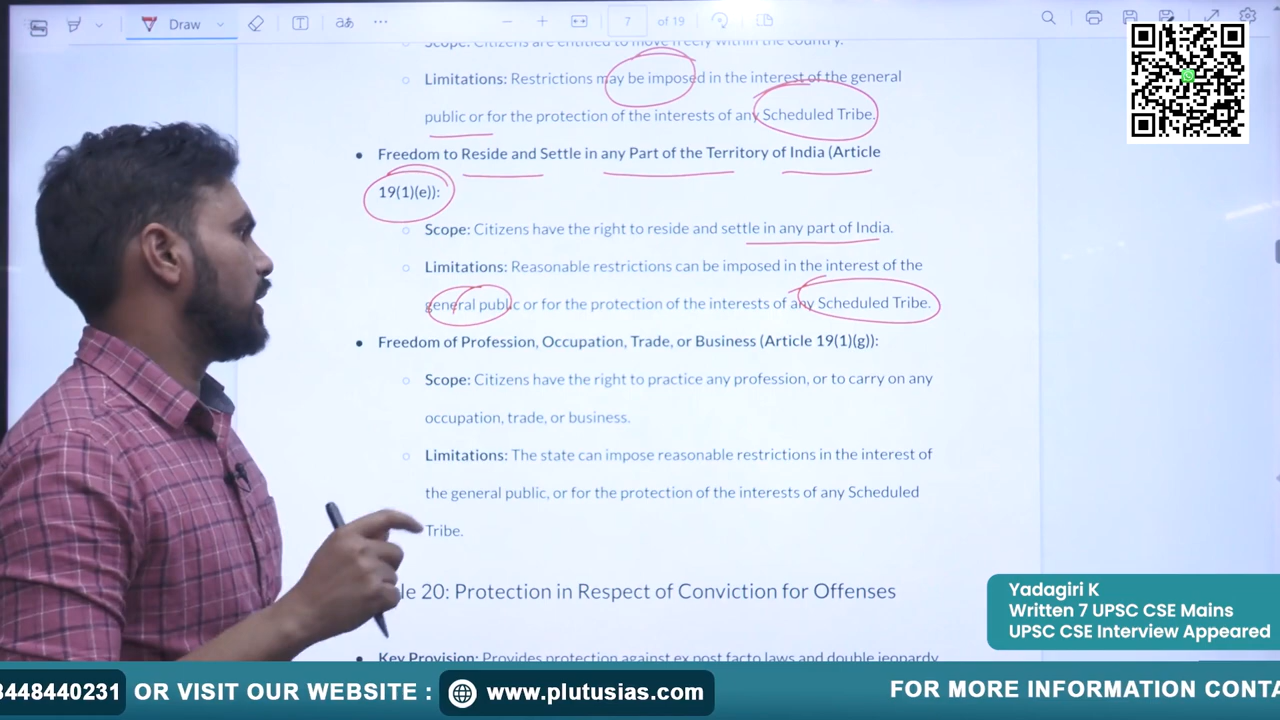 Draw
aあ
7
of 19
Scope: Citizens are entitled to move freely within the country.
Limitations: Restrictions may be imposed in the interest of the general
public or for the protection of the interests of any Scheduled Tribe.
Freedom to Reside and Settle in any Part of the Territory of India (Article
19(1)(e)):
Scope: Citizens have the right to reside and settle in any part of India.
Limitations: Reasonable restrictions can be imposed in the interest of the
general public or for the protection of the interests of any Scheduled Tribe.
Freedom of Profession, Occupation, Trade, or Business (Article 19(1)(g)):
Scope: Citizens have the right to practice any profession, or to carry on any
occupation, trade, or business.
Limitations: The state can impose reasonable restrictions in the interest of
the general public, or for the protection of the interests of any Scheduled
Tribe.
le 20: Protection in Respect of Conviction for Offenses
Key Provision: Provides protection against ex post facto laws and double jeopardy
Yadagiri K
Written 7 UPSC CSE Mains
UPSC CSE Interview Appeared
8448440231 OR VISIT OUR WEBSITE : www.plutusias.com FOR MORE INFORMATION CONTA